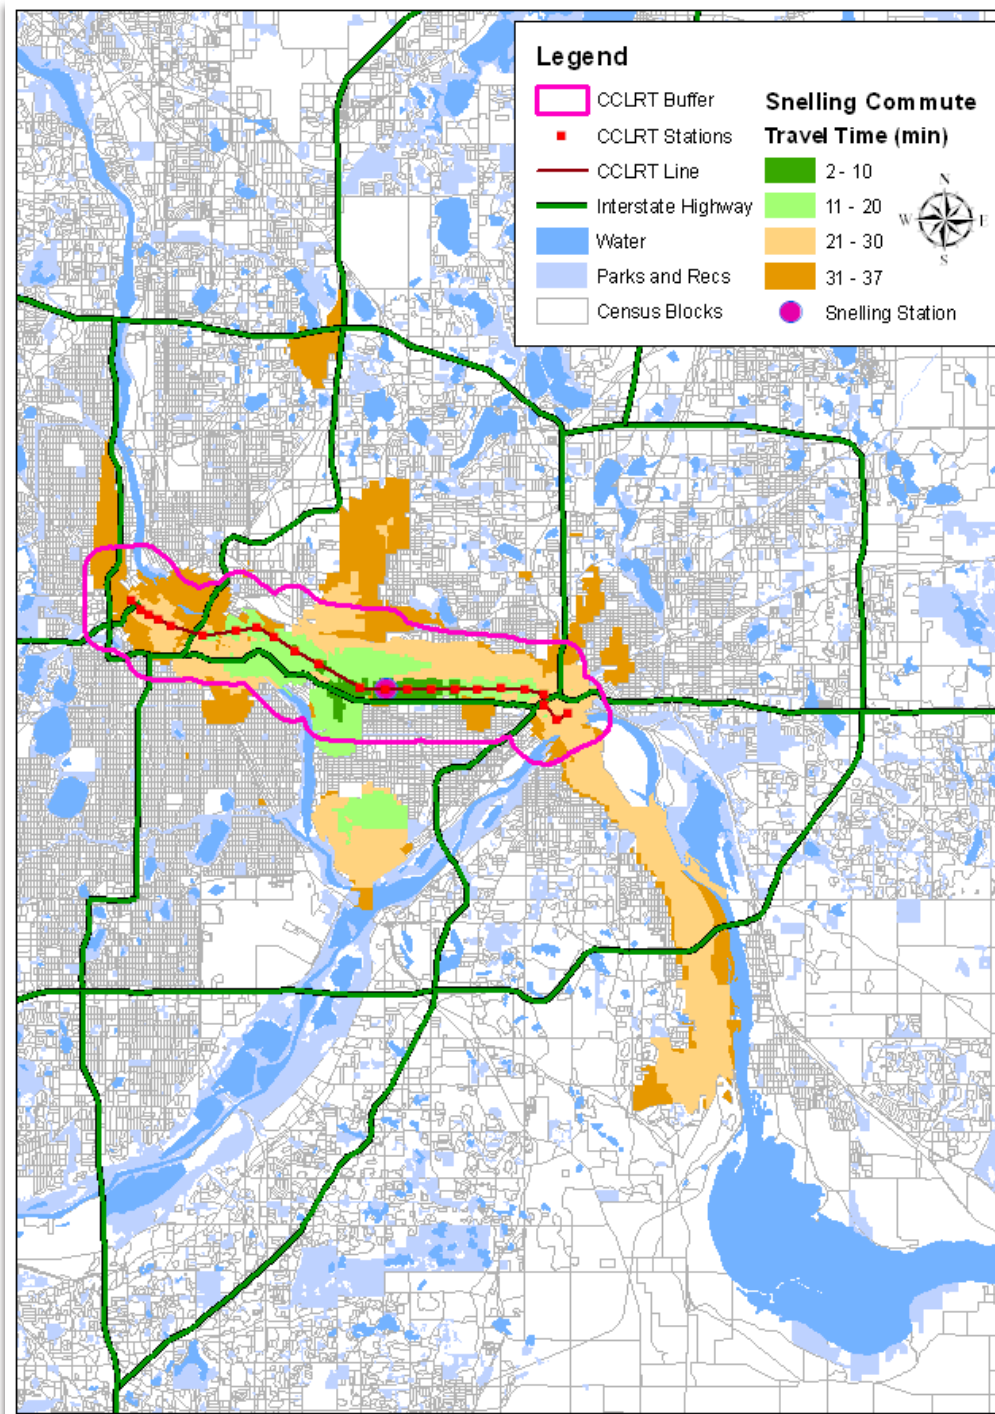 Legend
CCLRT Buffer
CCLRT Stations
CCLRT Line
Interstate Highway
Water
Parks and Recs
Census Blocks
Snelling Commute
Travel Time (min)
2 - 10
11 - 20
21 - 30
31 - 37
Snelling Station
N
W E
S